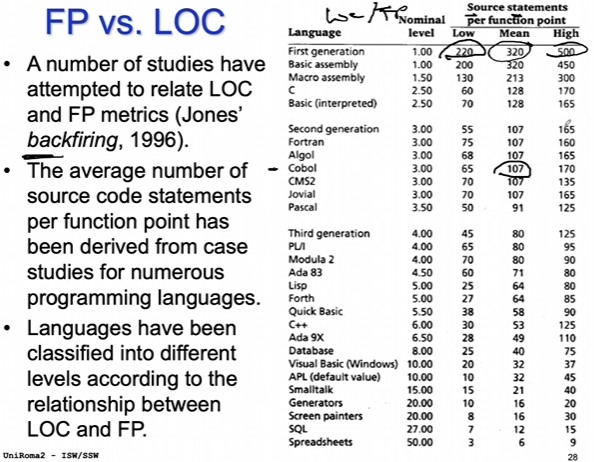 FP vs. LOC
• A number of studies have
attempted to relate LOC
and FP metrics (Jones’
backfiring, 1996).
• The average number of
source code statements
per function point has
been derived from case
studies for numerous
programming languages.
• Languages have been
classified into different
levels according to the
relationship between
LOC and FP.
UniRoma2 - ISW/SSW
Loc/FP
Source statements
Nominal per function point
Language level Low Mean High
First generation 1.00 220 320 500
Basic assembly 1.00 200 320 450
Macro assembly 1.50 130 213 300
C 2.50 60 128 170
Basic (interpreted) 2.50 70 128 165
Second generation 3.00 55 107 165
Fortran 3.00 75 107 160
Algol 3.00 68 107 165
Cobol 3.00 65 107 170
CMS2 3.00 70 107 135
Jovial 3.00 70 107 165
Pascal 3.50 50 91 125
Third generation 4.00 45 80 125
PL/I 4.00 65 80 95
Modula 2 4.00 70 80 90
Ada 83 4.50 60 71 80
Lisp 5.00 25 64 80
Forth 5.00 27 64 85
Quick Basic 5.50 38 58 90
C++ 6.00 30 53 125
Ada 9X 6.50 28 49 110
Database 8.00 25 40 75
Visual Basic (Windows) 10.00 20 32 37
APL (default value) 10.00 10 32 45
Smalltalk 15.00 15 21 40
Generators 20.00 10 16 20
Screen painters 20.00 8 16 30
SQL 27.00 7 12 15
Spreadsheets 50.00 3 6 9
28